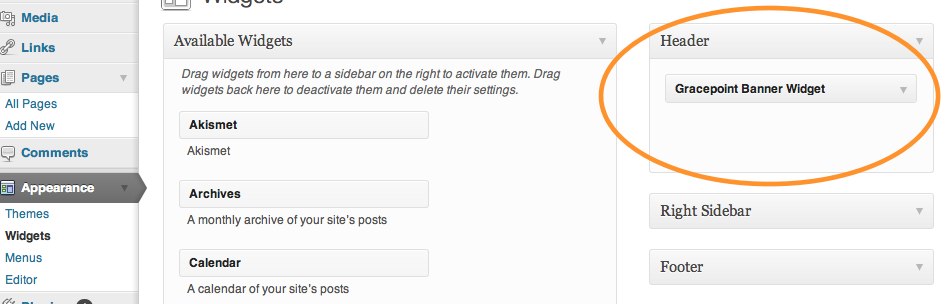 Media
Links
Pages
All Pages
Add New
Comments
Appearance
Themes
Widgets
Menus
Editor
Widgets
Available Widgets
Drag widgets from here to a sidebar on the right to activate them. Drag
widgets back here to deactivate them and delete their settings.
Akismet
Akismet
Archives
A monthly archive of your site's posts
Calendar
A calendar of your site's posts
Header
Gracepoint Banner Widget
Right Sidebar
Footer